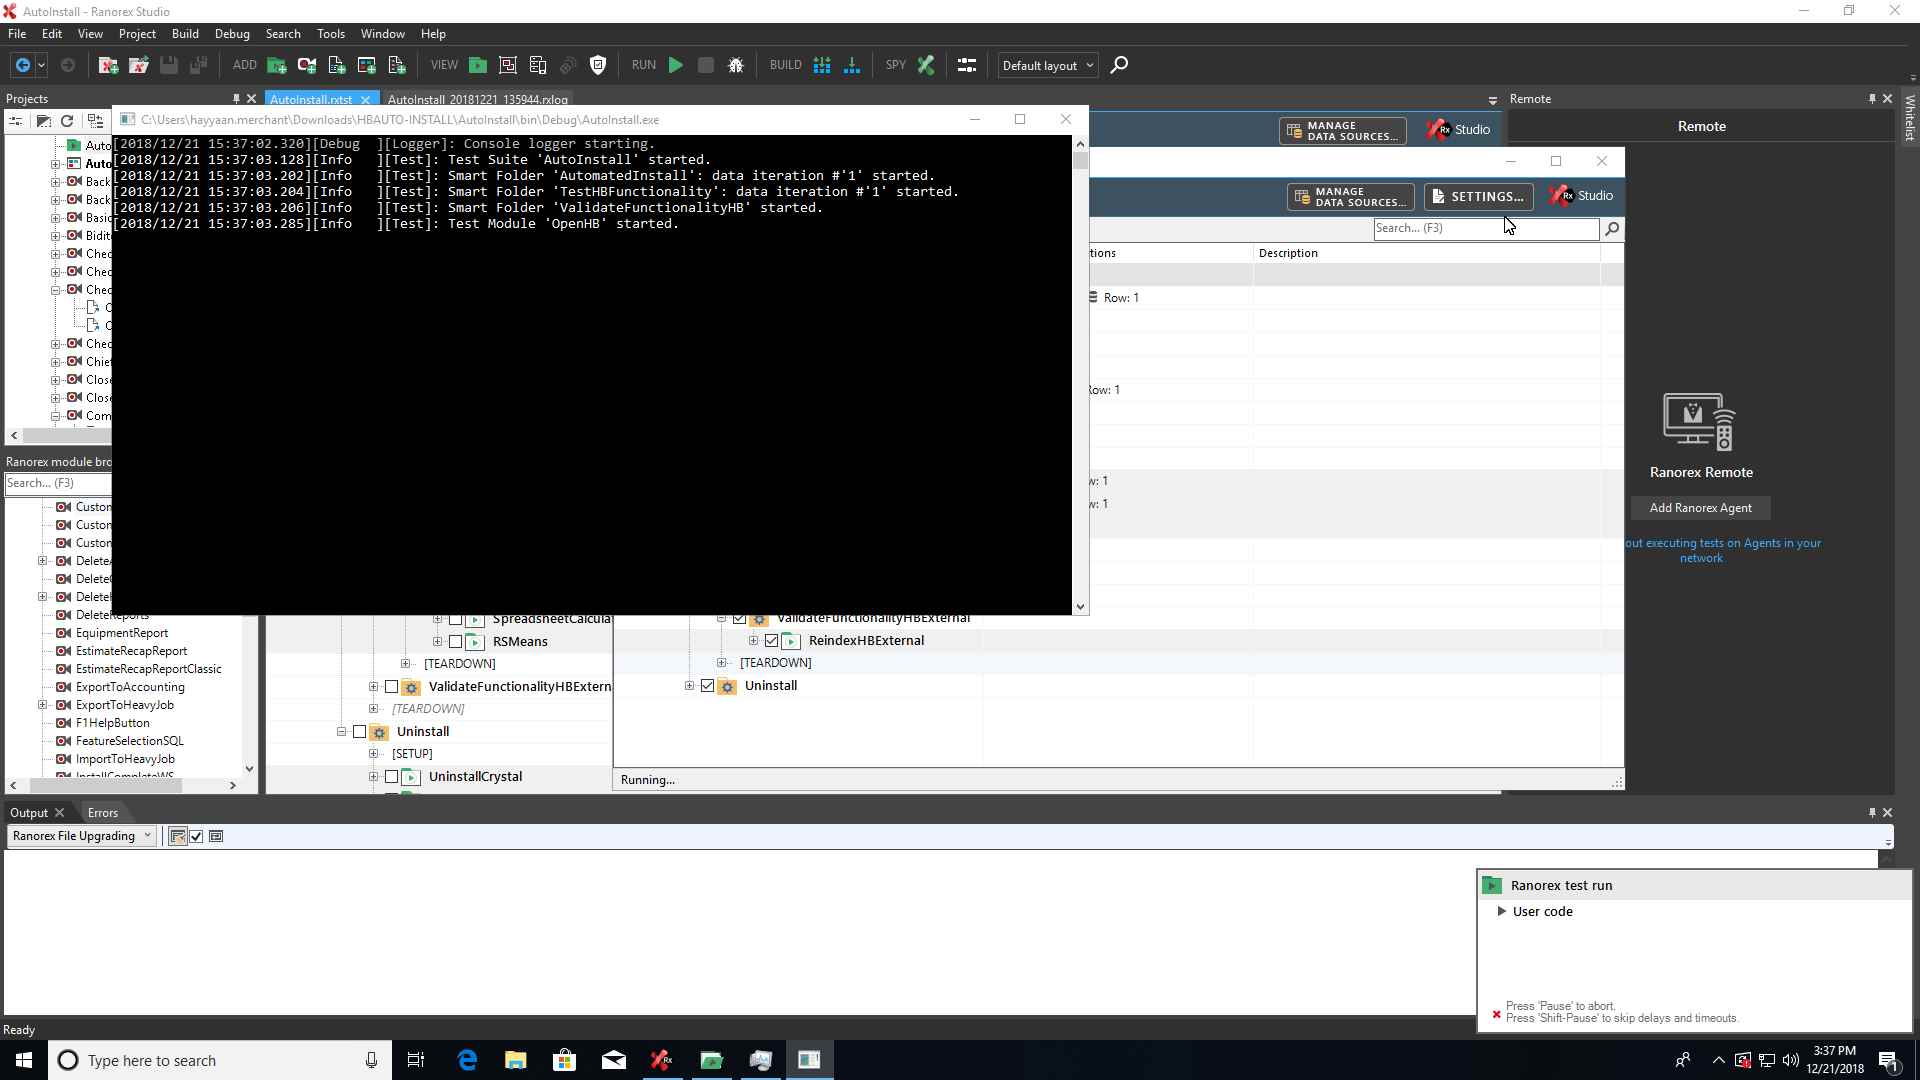 AutoInstall - Ranorex Studio
File Edit View Project Build Debug Search Tools Window Help
ADD VIEW RUN BUILD SPY Default layout
Projects
AutoInstall.rxtst AutoInstall_20181221_135944.rxlog
Remote
Whitelist
C:\Users\hayyaan.merchant\Downloads\HBAUTO-INSTALL\AutoInstall\bin\Debug\AutoInstall.exe
MANAGE
DATA SOURCES...
Studio
Remote
[2018/12/21 15:37:02.320][Debug ][Logger]: Console logger starting.
[2018/12/21 15:37:03.128][Info ][Test]: Test Suite 'AutoInstall' started.
[2018/12/21 15:37:03.202][Info ][Test]: Smart Folder 'AutomatedInstall': data iteration #'1' started.
[2018/12/21 15:37:03.204][Info ][Test]: Smart Folder 'TestHBFunctionality': data iteration #'1' started.
[2018/12/21 15:37:03.206][Info ][Test]: Smart Folder 'ValidateFunctionalityHB' started.
[2018/12/21 15:37:03.285][Info ][Test]: Test Module 'OpenHB' started.
Auto
Auto
Back
Back
Basic
Bidit
Chec
Chec
Chec
C
C
Chec
Chief
Close
Close
Com
MANAGE
DATA SOURCES...
SETTINGS...
Studio
Search... (F3)
tions
Description
Row: 1
Row: 1
w: 1
w: 1
Ranorex Remote
Add Ranorex Agent
out executing tests on Agents in your
network
Ranorex module bro
Search... (F3)
Custon
Custon
Custon
DeleteA
DeleteC
DeleteH
DeleteReports
EquipmentReport
EstimateRecapReport
EstimateRecapReportClassic
ExportToAccounting
ExportToHeavyJob
F1HelpButton
FeatureSelectionSQL
ImportToHeavyJob
InstallCompleteWS
SpreadsheetCalculat
RSMeans
[TEARDOWN]
ValidateFunctionalityHBExtern
[TEARDOWN]
Uninstall
[SETUP]
UninstallCrystal
ValidateFunctionalityHBExternal
ReindexHBExternal
[TEARDOWN]
Uninstall
Running...
Output Errors
Ranorex File Upgrading
Ranorex test run
User code
Press 'Pause' to abort.
Press 'Shift-Pause' to skip delays and timeouts.
Ready
Type here to search
3:37 PM
12/21/2018
1